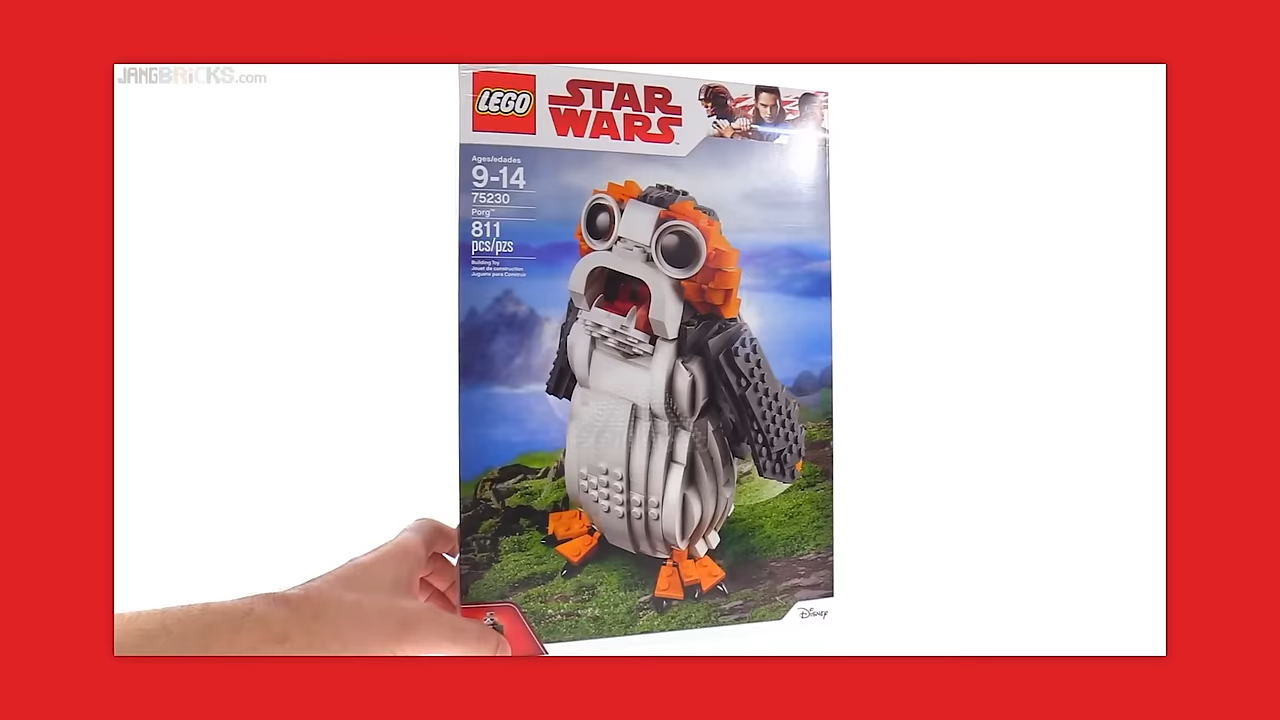 JANGBRiCKS.com
LEGO
STAR
WARS™
Ages/edades
9-14
75230
Porg™
811
pcs/pzs
Building Toy
Jouet de construction
Juguete para Construir
Disney